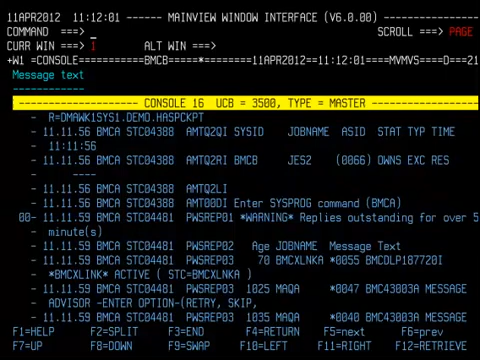 11APR2012  11:12:01 ------ MAINVIEW WINDOW INTERFACE (V6.0.00) ----------------
COMMAND  ===> _                                              SCROLL ===> PAGE
CURR WIN ===> 1        ALT WIN ===>
+W1 =CONSOLE===========BMCB=====*========11APR2012==11:12:01====MVMVS====D===21
Message text
------------
-------------------- CONSOLE 16  UCB = 3500, TYPE = MASTER --------------------
- R=DMAWK1SYS1.DEMO.HASPCKPT
- 11.11.56 BMCA STC04388  AMTQ2QI SYSID    JOBNAME  ASID  STAT TYP TIME
- 11:11:56
- 11.11.56 BMCA STC04388  AMTQ2RI BMCB     JES2    (0066) OWNS EXC RES
-     ----
- 11.11.56 BMCA STC04388  AMTQ2LI
- 11.11.56 BMCA STC04388  AMT00DI Enter SYSPROG command (BMCA)
00- 11.11.59 BMCA STC04481  PWSREP01 *WARNING* Replies outstanding for over 5
- minute(s)
- 11.11.59 BMCA STC04481  PWSREP02   Age JOBNAME  Message Text
- 11.11.59 BMCA STC04481  PWSREP03    70 BMCXLNKA *0055 BMCDLP187720I
- *BMCXLINK* ACTIVE ( STC=BMCXLNKA )
- 11.11.59 BMCA STC04481  PWSREP03  1025 MAQA     *0047 BMC43003A MESSAGE
- ADVISOR -ENTER OPTION-(RETRY, SKIP,
- 11.11.59 BMCA STC04481  PWSREP03  1035 MAQA     *0040 BMC43003A MESSAGE
F1=HELP      F2=SPLIT     F3=END       F4=RETURN    F5=next      F6=prev
F7=UP        F8=DOWN      F9=SWAP      F10=LEFT     F11=RIGHT    F12=RETRIEVE